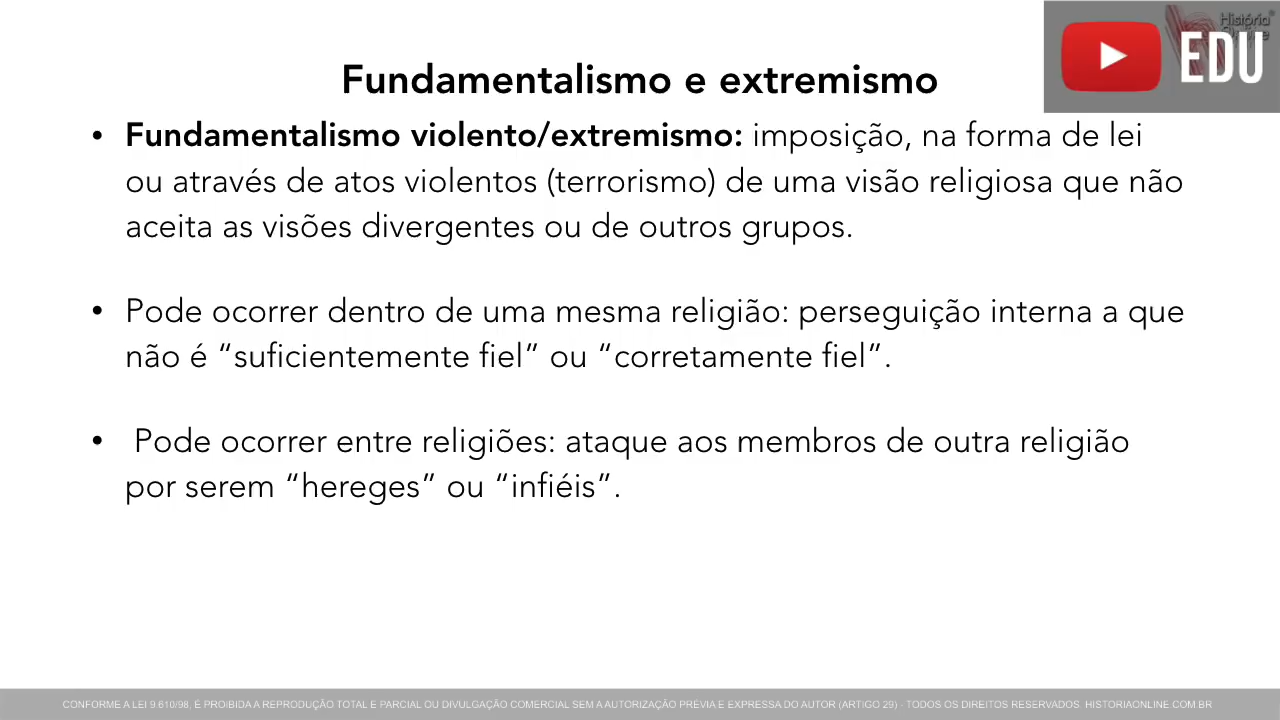 História
Online
EDU
Fundamentalismo e extremismo
• Fundamentalismo violento/extremismo: imposição, na forma de lei
ou através de atos violentos (terrorismo) de uma visão religiosa que não
aceita as visões divergentes ou de outros grupos.
• Pode ocorrer dentro de uma mesma religião: perseguição interna a que
não é “suficientemente fiel” ou “corretamente fiel”.
• Pode ocorrer entre religiões: ataque aos membros de outra religião
por serem “hereges” ou “infiéis”.
CONFORME A LEI 9.610/98, É PROIBIDA A REPRODUÇÃO TOTAL E PARCIAL OU DIVULGAÇÃO COMERCIAL SEM A AUTORIZAÇÃO PRÉVIA E EXPRESSA DO AUTOR (ARTIGO 29) · TODOS OS DIREITOS RESERVADOS HISTORIAONLINE.COM.BR